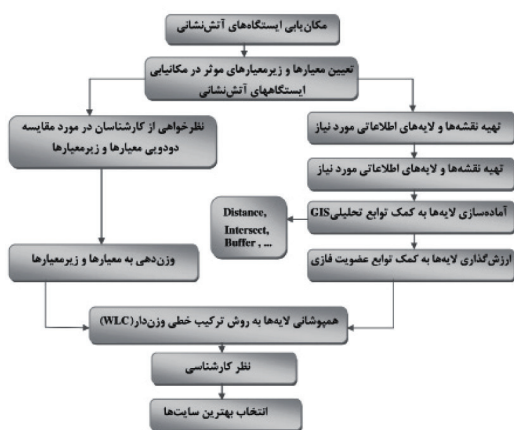 مکان‌یابی ایستگاه‌های آتش‌نشانی
تعیین معیارها و زیرمعیارهای موثر در مکانیابی
ایستگاههای آتش‌نشانی
نظرخواهی از کارشناسان در مورد مقایسه
دودویی معیارها و زیرمعیارها
تهیه نقشه‌ها و لایه‌های اطلاعاتی مورد نیاز
تهیه نقشه‌ها و لایه‌های اطلاعاتی مورد نیاز
آماده‌سازی لایه‌ها به کمک توابع تحلیلیGIS
Distance,
Intersect,
Buffer , ...
ارزش‌گذاری لایه‌ها به کمک توابع عضویت فازی
وزن‌دهی به معیارها و زیرمعیارها
همپوشانی لایه‌ها به روش ترکیب خطی وزن‌دار(WLC)
نظر کارشناسی
انتخاب بهترین سایت‌ها